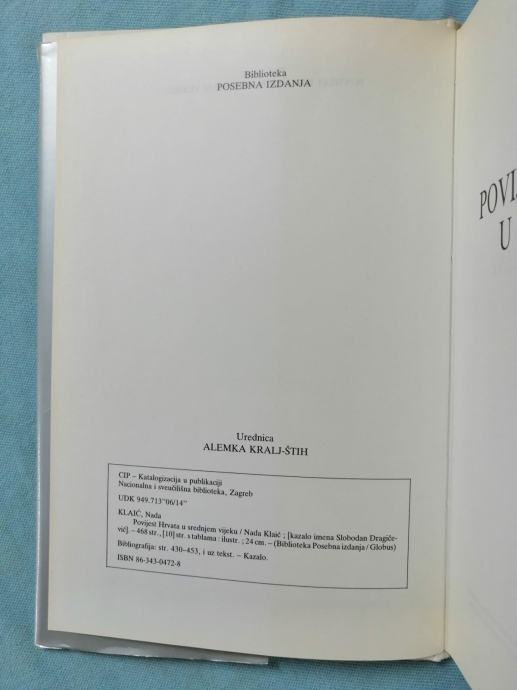 Biblioteka
POSEBNA IZDANJA
Urednica
ALEMKA KRALJ-ŠTIH
CIP – Katalogizacija u publikaciji
Nacionalna i sveučilišna biblioteka, Zagreb
UDK 949.713"06/14"
KLAIĆ, Nada
Povijest Hrvata u srednjem vijeku / Nada Klaić ; [kazalo imena Slobodan Dragiče-
vić]. – 468 str., [10] str. s tablama : ilustr. ; 24 cm. – (Biblioteka Posebna izdanja / Globus)
Bibliografija: str. 430–453, i uz tekst. – Kazalo.
ISBN 86-343-0472-8
POVI
U